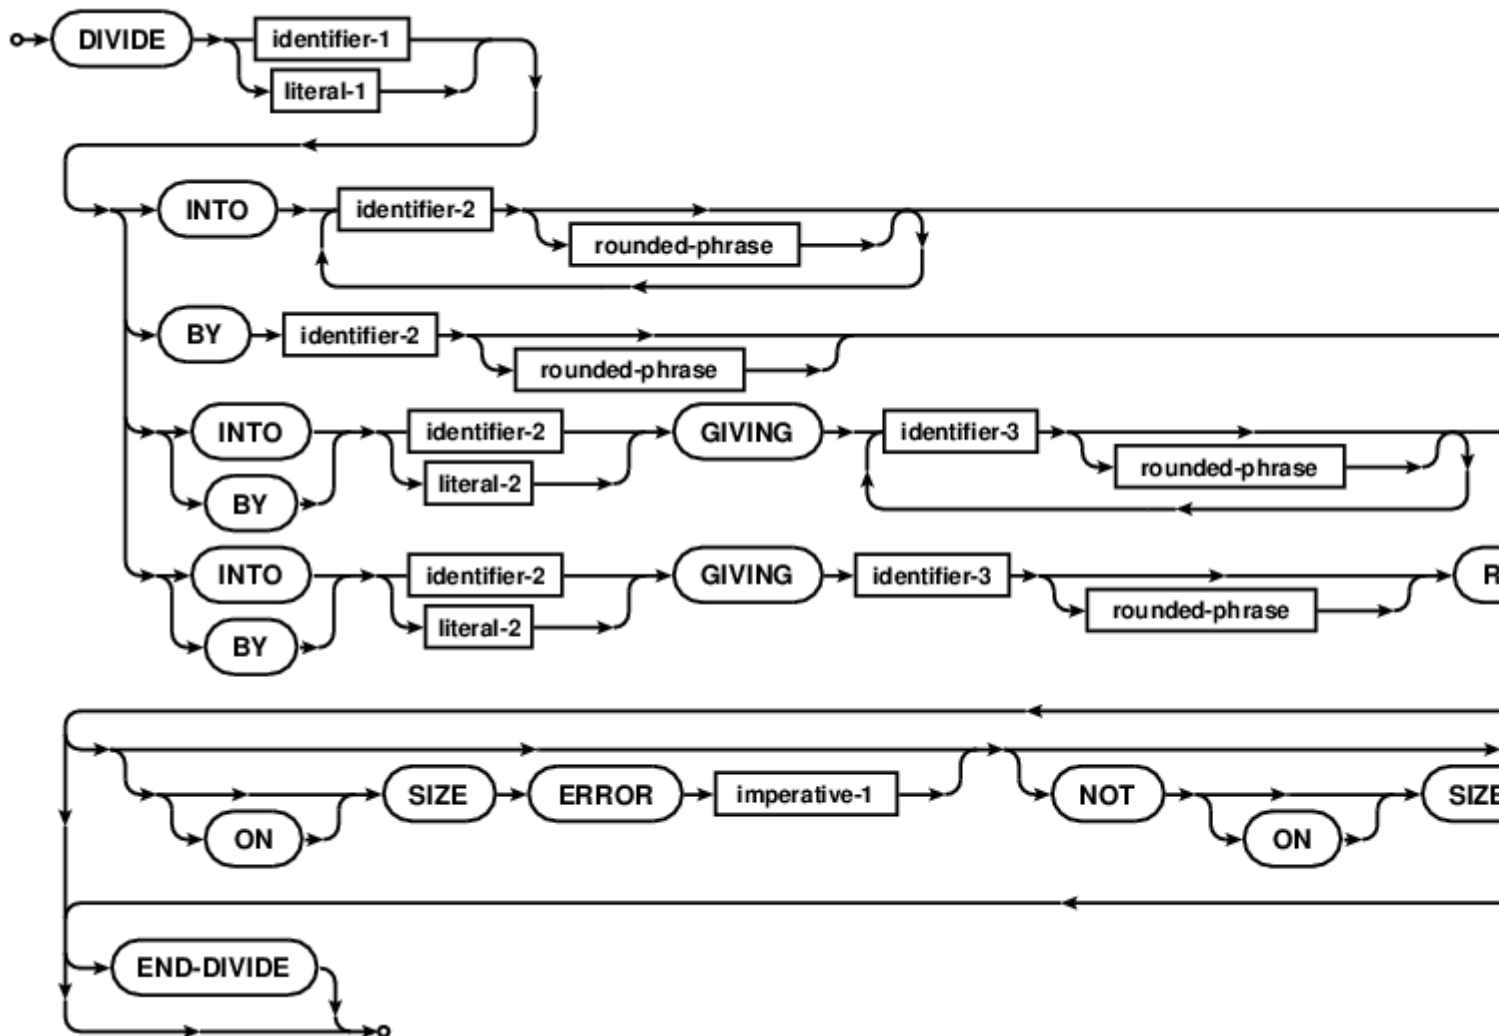 DIVIDE identifier-1
literal-1
INTO identifier-2
rounded-phrase
BY identifier-2
rounded-phrase
INTO identifier-2 GIVING identifier-3
literal-2 rounded-phrase
BY
INTO identifier-2 GIVING identifier-3 R
literal-2 rounded-phrase
BY
SIZE ERROR imperative-1 NOT SIZE
ON ON
END-DIVIDE